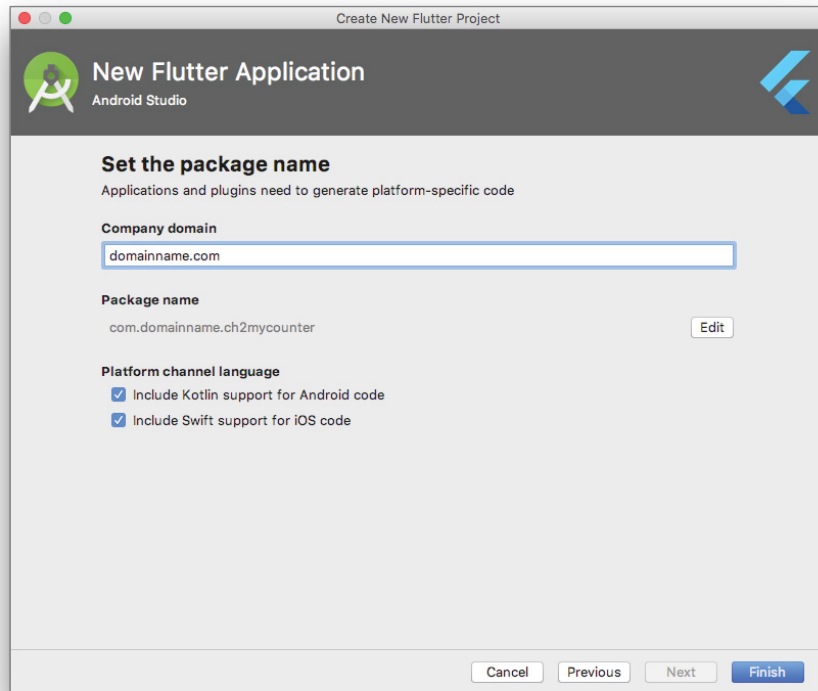 Create New Flutter Project
New Flutter Application
Android Studio
Set the package name
Applications and plugins need to generate platform-specific code
Company domain
domainname.com
Package name
com.domainname.ch2mycounter
Edit
Platform channel language
Include Kotlin support for Android code
Include Swift support for iOS code
Cancel
Previous
Next
Finish